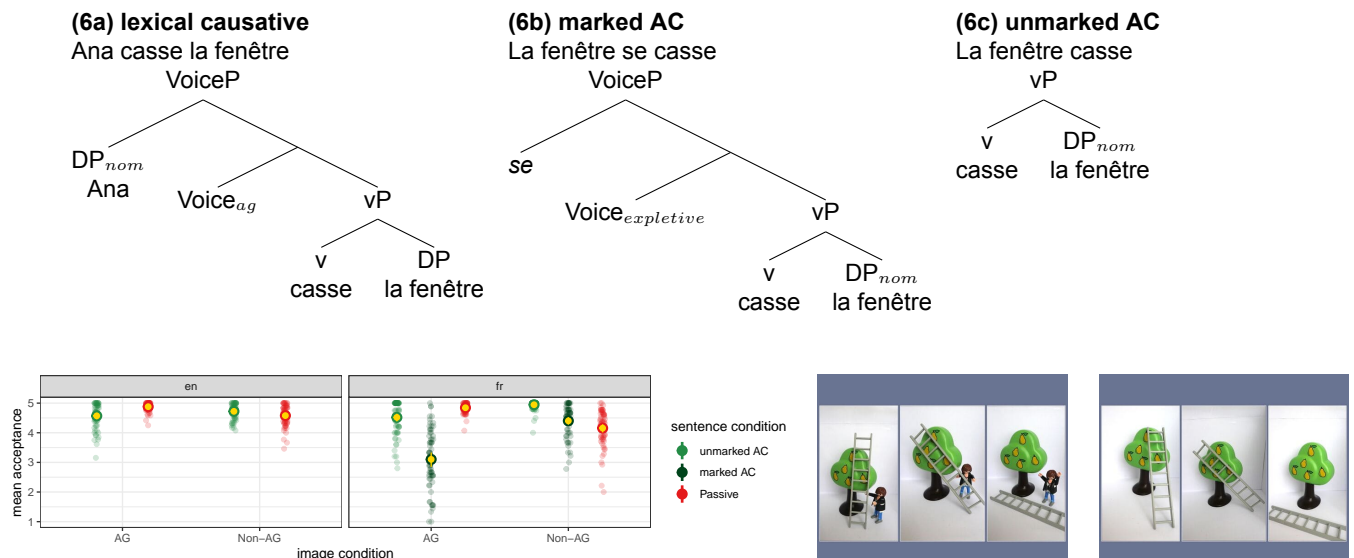 (6a) lexical causative
Ana casse la fenêtre
VoiceP
DPnom
Ana
Voiceag
vP
v
casse
DP
la fenêtre
(6b) marked AC
La fenêtre se casse
VoiceP
se
Voiceexpletive
vP
v
casse
DPnom
la fenêtre
(6c) unmarked AC
La fenêtre casse
vP
v
casse
DPnom
la fenêtre
en
fr
mean acceptance
5
4
3
2
1
AG
Non−AG
AG
Non−AG
image condition
sentence condition
unmarked AC
marked AC
Passive